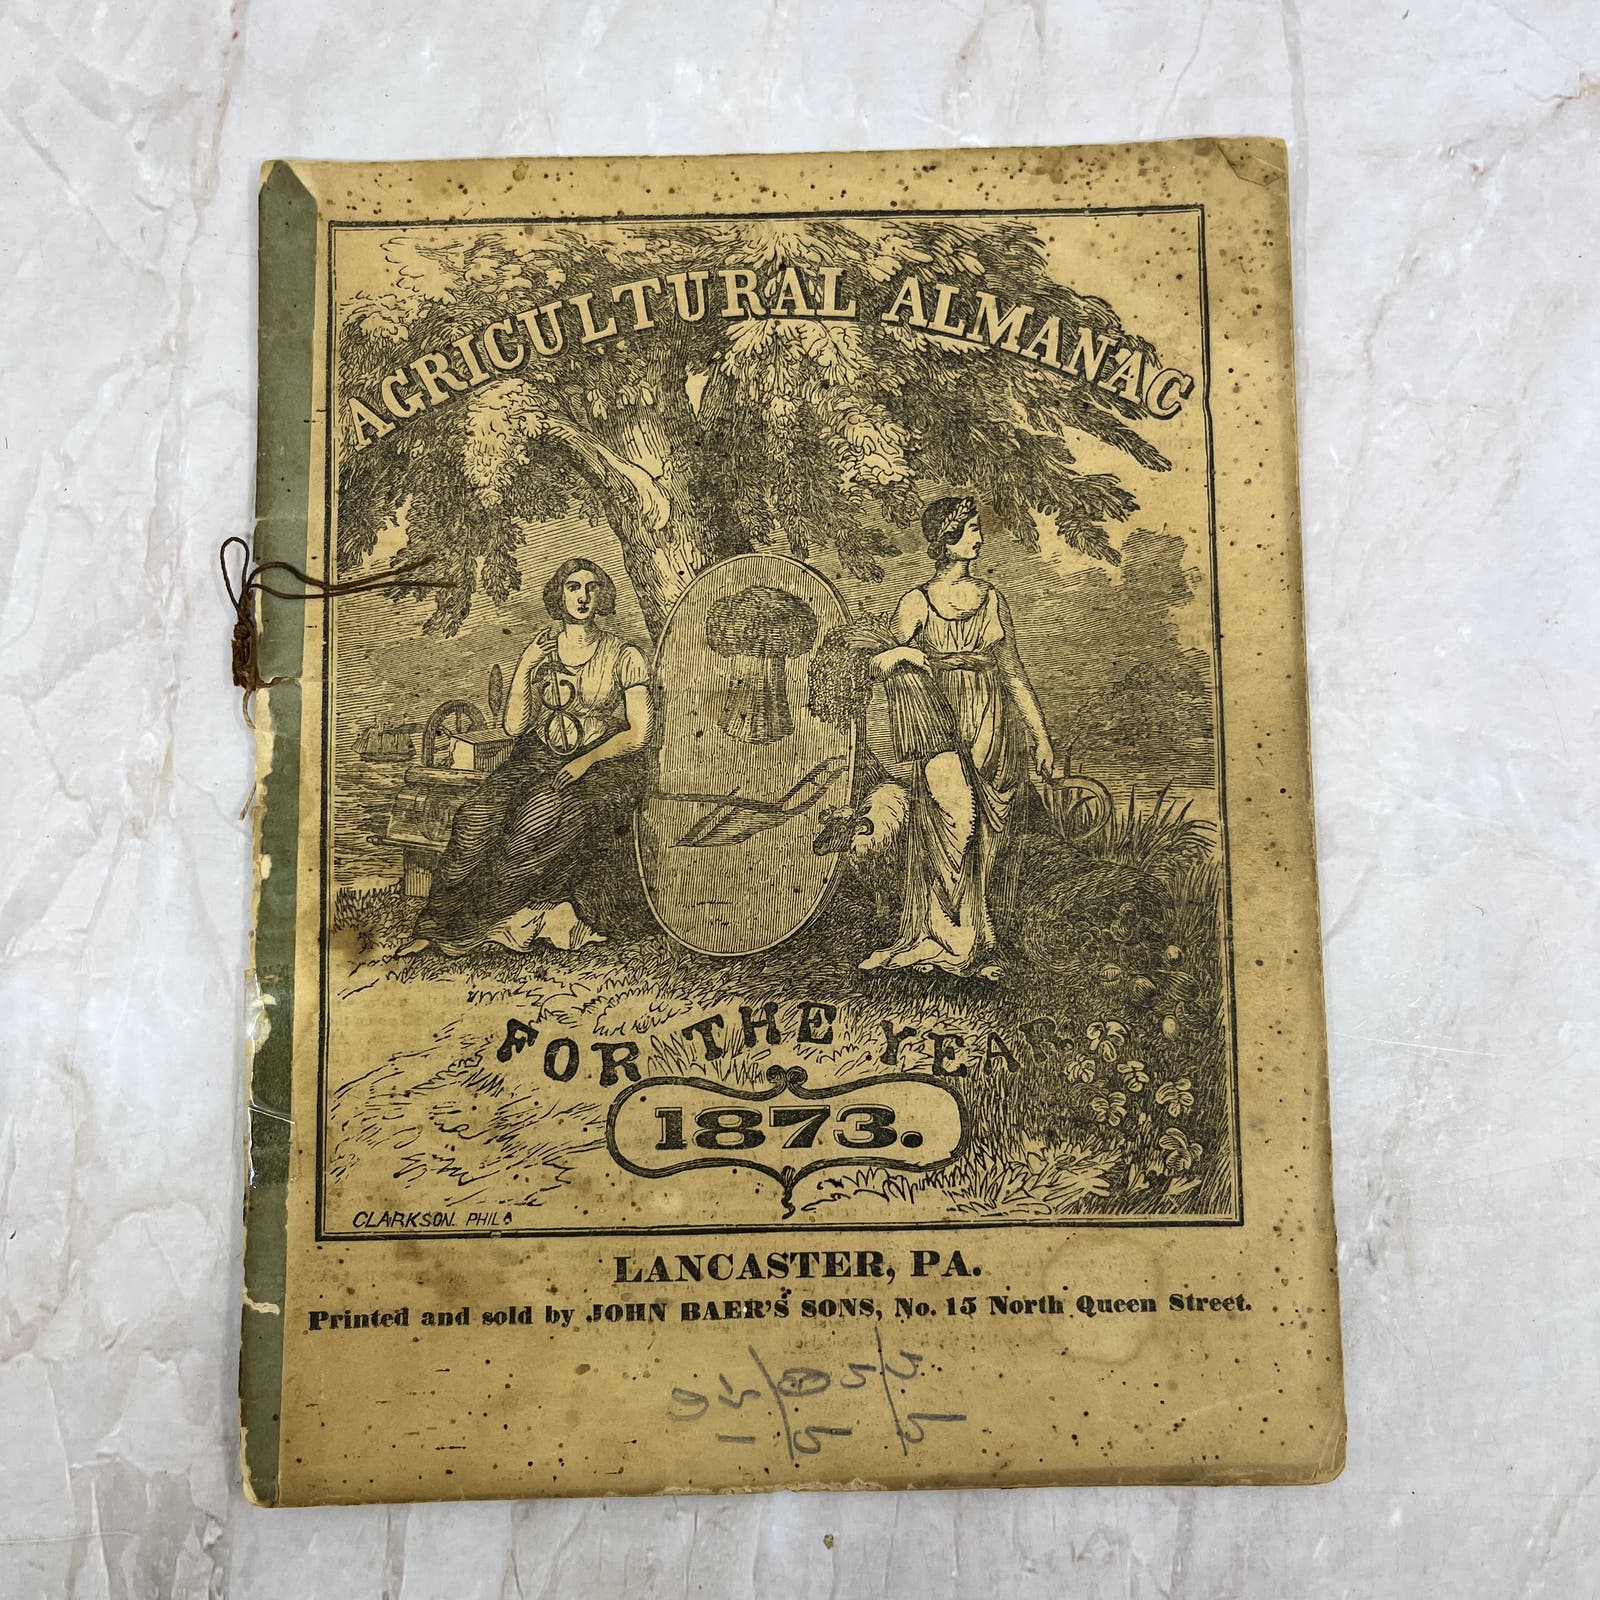 AGRICULTURAL ALMANAC
FOR THE YEAR
1873.
CLARKSON. PHILA
LANCASTER, PA.
Printed and sold by JOHN BAER'S SONS, No. 15 North Queen Street.